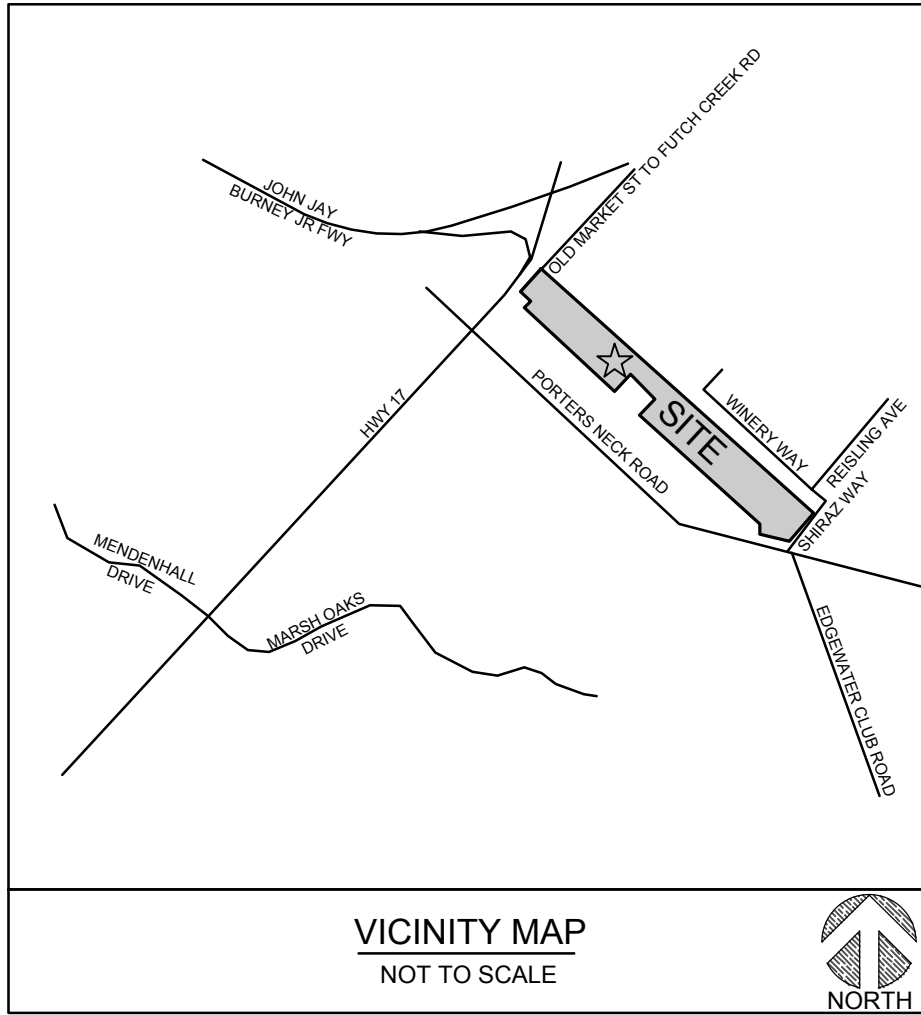 OLD MARKET ST TO FUTCH CREEK RD
JOHN JAY
BURNEY JR FWY
HWY 17
PORTERS NECK ROAD
SITE
WINERY WAY
REISLING AVE
SHIRAZ WAY
MENDENHALL
DRIVE
MARSH OAKS
DRIVE
EDGEWATER CLUB ROAD
VICINITY MAP
NOT TO SCALE
NORTH